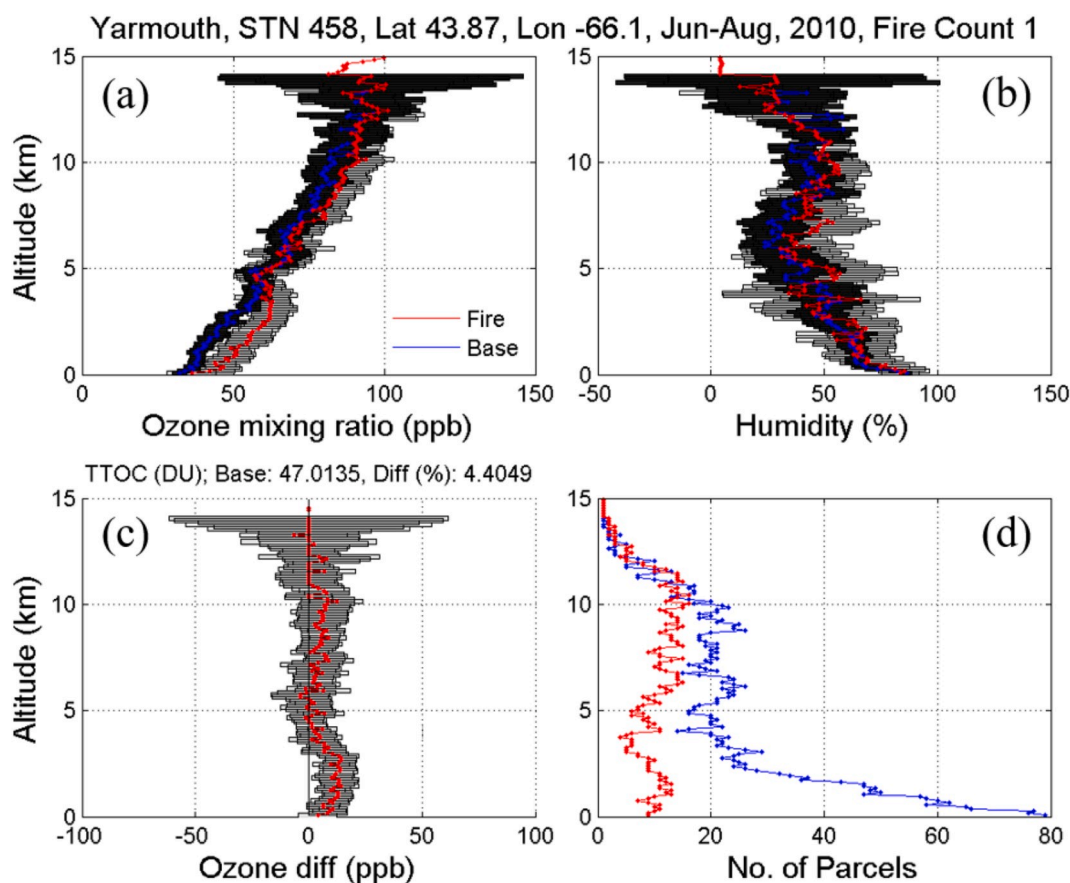 Yarmouth, STN 458, Lat 43.87, Lon -66.1, Jun-Aug, 2010, Fire Count 1
15
10
5
0
Altitude (km)
(a)
Fire
Base
0 50 100 150
Ozone mixing ratio (ppb)
15
10
5
0
(b)
-50 0 50 100 150
Humidity (%)
TTOC (DU); Base: 47.0135, Diff (%): 4.4049
15
10
5
0
Altitude (km)
(c)
-100 -50 0 50 100
Ozone diff (ppb)
15
10
5
0
(d)
0 20 40 60 80
No. of Parcels